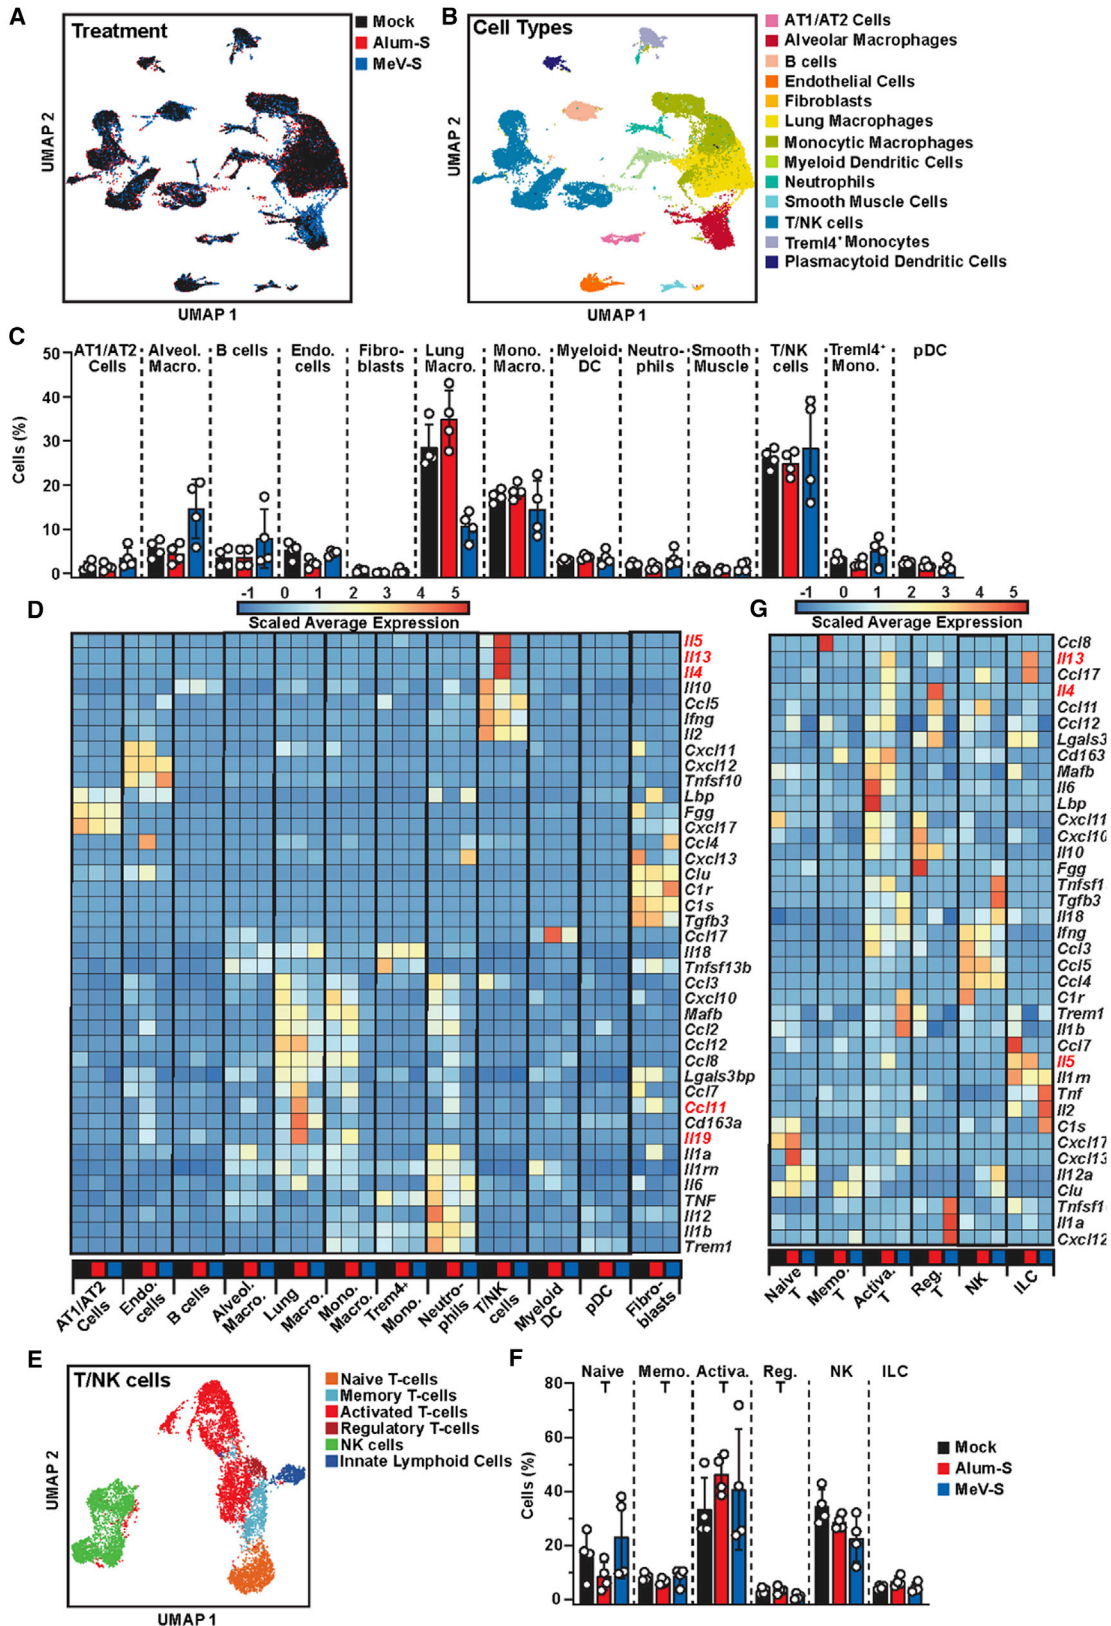 A
Treatment
Mock
Alum-S
MeV-S
UMAP 2
UMAP 1
B
Cell Types
AT1/AT2 Cells
Alveolar Macrophages
B cells
Endothelial Cells
Fibroblasts
Lung Macrophages
Monocytic Macrophages
Myeloid Dendritic Cells
Neutrophils
Smooth Muscle Cells
T/NK cells
Treml4+ Monocytes
Plasmacytoid Dendritic Cells
UMAP 2
UMAP 1
C
AT1/AT2 Cells
Alveol. Macro.
B cells
Endo. cells
Fibro-blasts
Lung Macro.
Mono. Macro.
Myeloid DC
Neutro-phils
Smooth Muscle
T/NK cells
Treml4+ Mono.
pDC
Cells (%)
50
40
30
20
10
0
D
-1 0 1 2 3 4 5
Scaled Average Expression
Il5
Il13
Il4
Il10
Ccl5
Ifng
Il2
Cxcl11
Cxcl12
Tnfsf10
Lbp
Fgg
Cxcl17
Ccl4
Cxcl13
Clu
C1r
C1s
Tgfb3
Ccl17
Il18
Tnfsf13b
Ccl3
Cxcl10
Mafb
Ccl2
Ccl12
Ccl8
Lgals3bp
Ccl7
Ccl11
Cd163a
Il19
Il1a
Il1rn
Il6
TNF
Il12
Il1b
Trem1
AT1/AT2 Cells
Endo. cells
B cells
Alveol. Macro.
Lung Macro.
Mono. Macro.
Trem4+ Mono.
Neutro-phils
T/NK cells
Myeloid DC
pDC
Fibro-blasts
G
-1 0 1 2 3 4 5
Scaled Average Expression
Ccl8
Il13
Ccl17
Il4
Ccl11
Ccl12
Lgals3
Cd163
Mafb
Il6
Lbp
Cxcl11
Cxcl10
Il10
Fgg
Tnfsf1
Tgfb3
Il18
Ifng
Ccl3
Ccl5
Ccl4
C1r
Trem1
Il1b
Ccl7
Il5
Il1rn
Tnf
Il2
C1s
Cxcl17
Cxcl13
Il12a
Clu
Tnfsf1
Il1a
Cxcl12
Naive T
Memo. T
Activa. T
Reg. T
NK
ILC
E
T/NK cells
Naive T-cells
Memory T-cells
Activated T-cells
Regulatory T-cells
NK cells
Innate Lymphoid Cells
UMAP 2
UMAP 1
F
Naive T
Memo. T
Activa. T
Reg. T
NK
ILC
Cells (%)
80
60
40
20
0
Mock
Alum-S
MeV-S